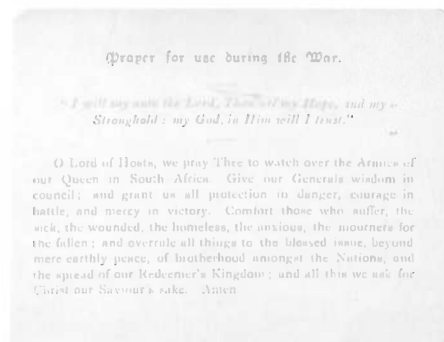 Prayer for use during the War.
"I will say unto the Lord, Thou art my Hope, and my
Stronghold: my God, in Him will I trust."
O Lord of Hosts, we pray Thee to watch over the Armies of
our Queen in South Africa. Give our Generals wisdom in
council; and grant us all protection in danger, courage in
battle, and mercy in victory. Comfort those who suffer, the
sick, the wounded, the homeless, the anxious, the mourners for
the fallen; and overrule all things to the blessed issue, beyond
mere earthly peace, of brotherhood amongst the Nations, and
the spread of our Redeemer's Kingdom; and all this we ask for
Christ our Saviour's sake. Amen